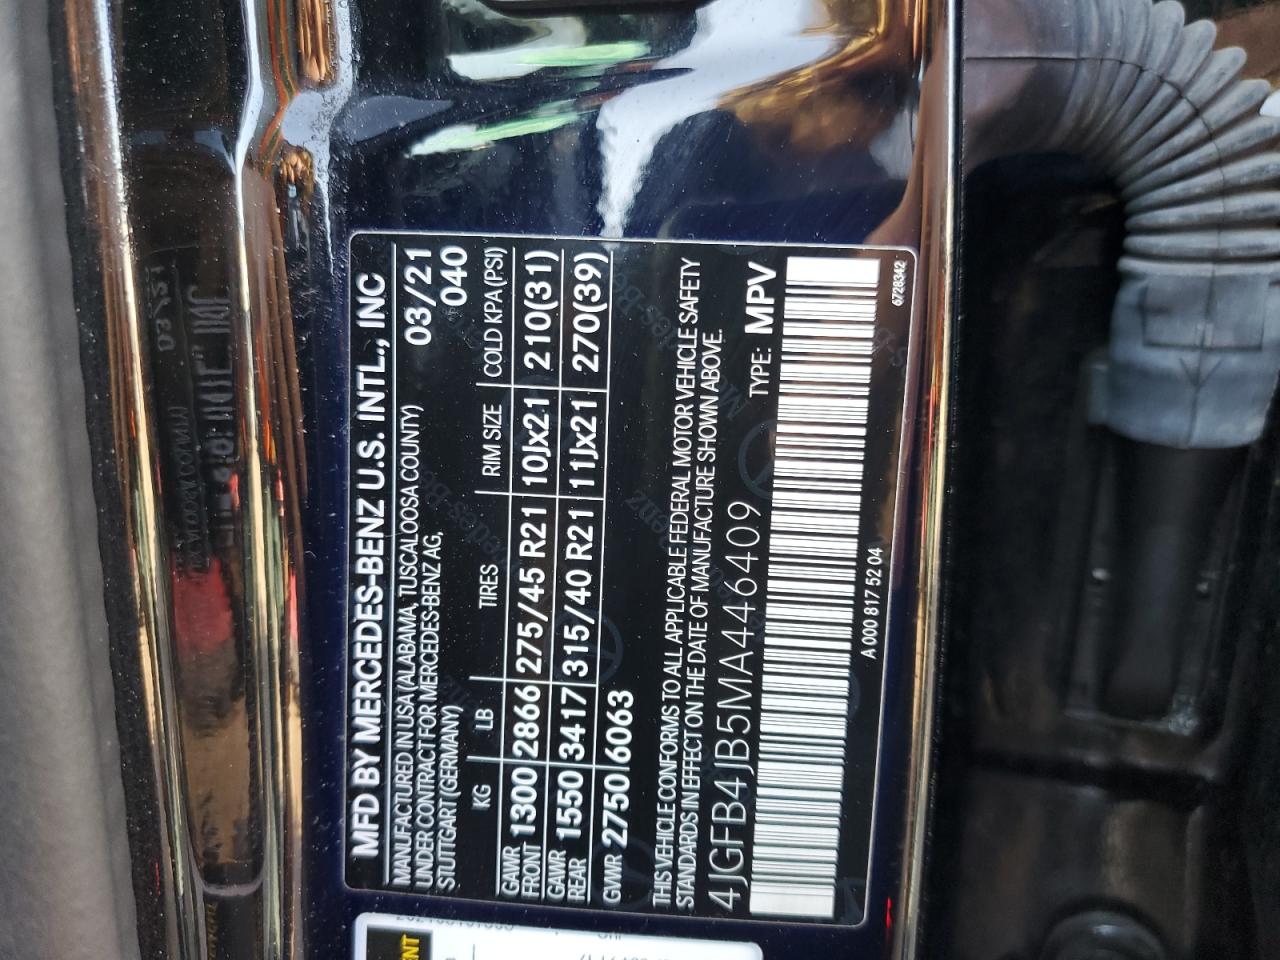 MFD BY MERCEDES-BENZ U.S. INTL., INC
MANUFACTURED IN USA (ALABAMA, TUSCALOOSA COUNTY) 03/21
UNDER CONTRACT FOR MERCEDES-BENZ AG, 040
STUTTGART (GERMANY)
KG LB TIRES RIM SIZE COLD KPA (PSI)
GAWR FRONT 1300 2866 275/45 R21 10Jx21 210(31)
GAWR REAR 1550 3417 315/40 R21 11Jx21 270(39)
GVWR 2750 6063
THIS VEHICLE CONFORMS TO ALL APPLICABLE FEDERAL MOTOR VEHICLE SAFETY
STANDARDS IN EFFECT ON THE DATE OF MANUFACTURE SHOWN ABOVE.
4JGFB4JB5MA446409 TYPE: MPV
A 000 817 52 04
6728342